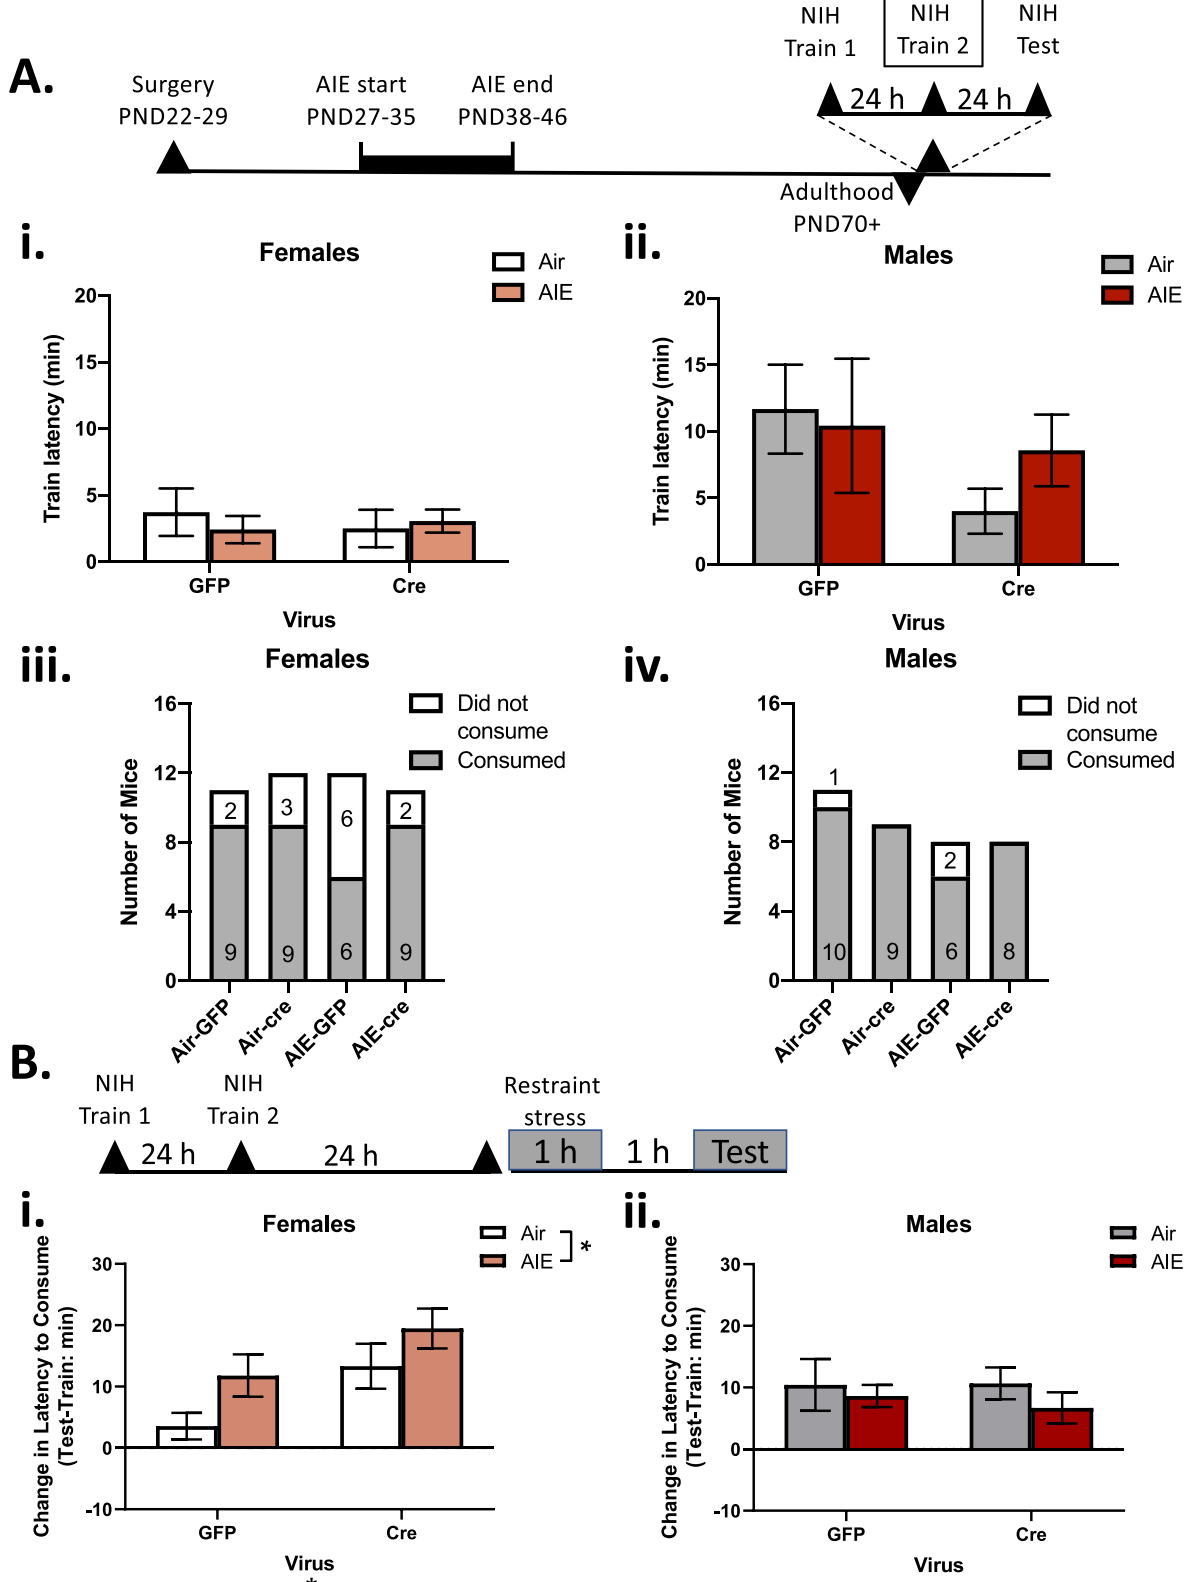 A.
Surgery
PND22-29
AIE start
PND27-35
AIE end
PND38-46
NIH
Train 1
NIH
Train 2
NIH
Test
24 h
24 h
Adulthood
PND70+
i.
Females
Air
AIE
Train latency (min)
20
15
10
5
0
GFP
Cre
Virus
ii.
Males
Air
AIE
Train latency (min)
20
15
10
5
0
GFP
Cre
Virus
iii.
Females
Did not
consume
Consumed
Number of Mice
16
12
8
4
0
2
3
6
2
9
9
6
9
Air-GFP
Air-cre
AIE-GFP
AIE-cre
iv.
Males
Did not
consume
Consumed
Number of Mice
16
12
8
4
0
1
2
10
9
6
8
Air-GFP
Air-cre
AIE-GFP
AIE-cre
B.
NIH
Train 1
NIH
Train 2
Restraint
stress
24 h
24 h
1 h
1 h
Test
i.
Females
Air
AIE
*
Change in Latency to Consume
(Test-Train: min)
30
20
10
0
-10
GFP
Cre
Virus
*
ii.
Males
Air
AIE
Change in Latency to Consume
(Test-Train: min)
30
20
10
0
-10
GFP
Cre
Virus